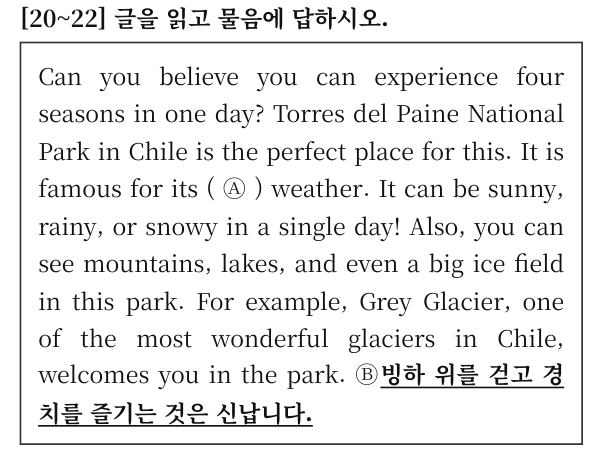 [20~22] 글을 읽고 물음에 답하시오.
Can you believe you can experience four
seasons in one day? Torres del Paine National
Park in Chile is the perfect place for this. It is
famous for its ( Ⓐ ) weather. It can be sunny,
rainy, or snowy in a single day! Also, you can
see mountains, lakes, and even a big ice field
in this park. For example, Grey Glacier, one
of the most wonderful glaciers in Chile,
welcomes you in the park. Ⓑ빙하 위를 걷고 경
치를 즐기는 것은 신납니다.